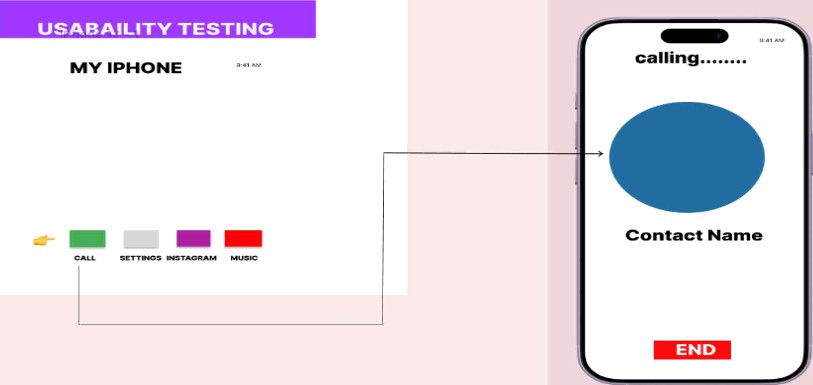 USABAILITY TESTING
MY IPHONE
9:41 AM
CALL
SETTINGS
INSTAGRAM
MUSIC
9:41 AM
calling........
Contact Name
END